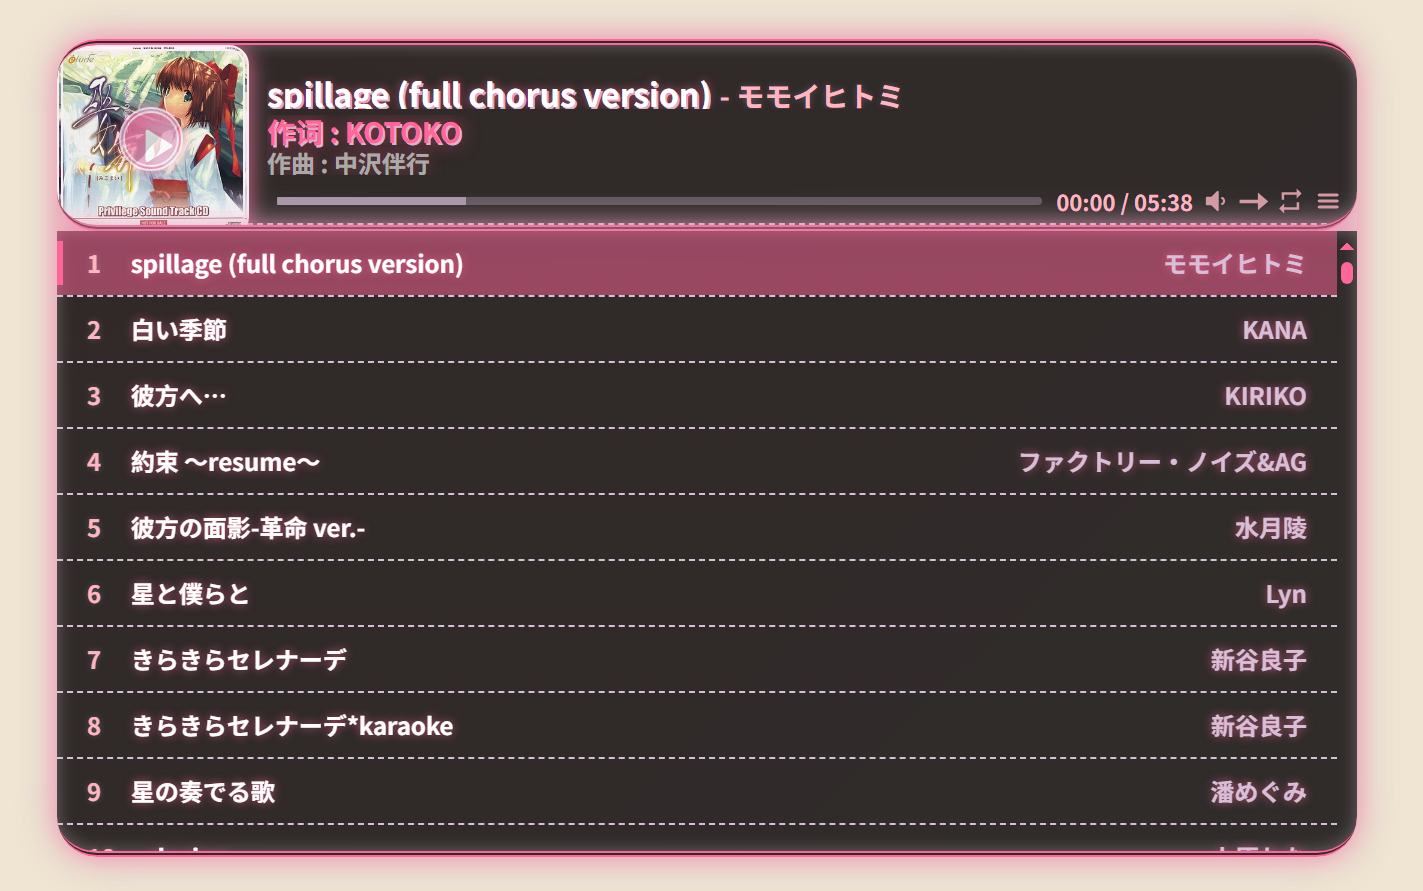 Privilege Sound Track CD
spillage (full chorus version) - モモイヒトミ
作词 : KOTOKO
作曲 : 中沢伴行
00:00 / 05:38
1 spillage (full chorus version) モモイヒトミ
2 白い季節 KANA
3 彼方へ… KIRIKO
4 約束 ～resume～ ファクトリー・ノイズ&AG
5 彼方の面影-革命 ver.- 水月陵
6 星と僕らと Lyn
7 きらきらセレナーデ 新谷良子
8 きらきらセレナーデ*karaoke 新谷良子
9 星の奏でる歌 潘めぐみ